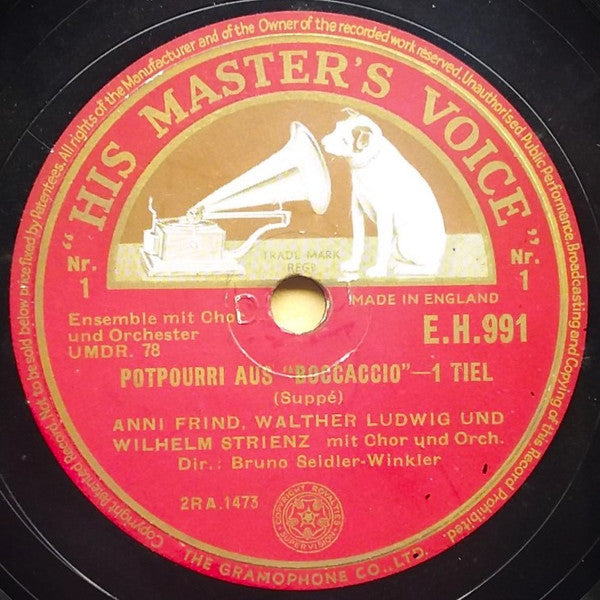 Copyright Patented Record. Not to be sold below price fixed by Patentees. All rights of the Manufacturer and of the Owner of the recorded work reserved. Unauthorised Public Performance, Broadcasting and Copying of this Record Prohibited.
"HIS MASTER'S VOICE"
TRADE MARK
REGD
Nr.
1
Nr.
1
MADE IN ENGLAND
Ensemble mit Chor
und Orchester
UMDR. 78
E.H.991
POTPOURRI AUS "BOCCACCIO"—1 TIEL
(Suppé)
ANNI FRIND, WALTHER LUDWIG UND
WILHELM STRIENZ mit Chor und Orch.
Dir.: Bruno Seidler-Winkler
2RA.1473
COPYRIGHT ROYALTIES
SUPERVISION
THE GRAMOPHONE CO., LTD.